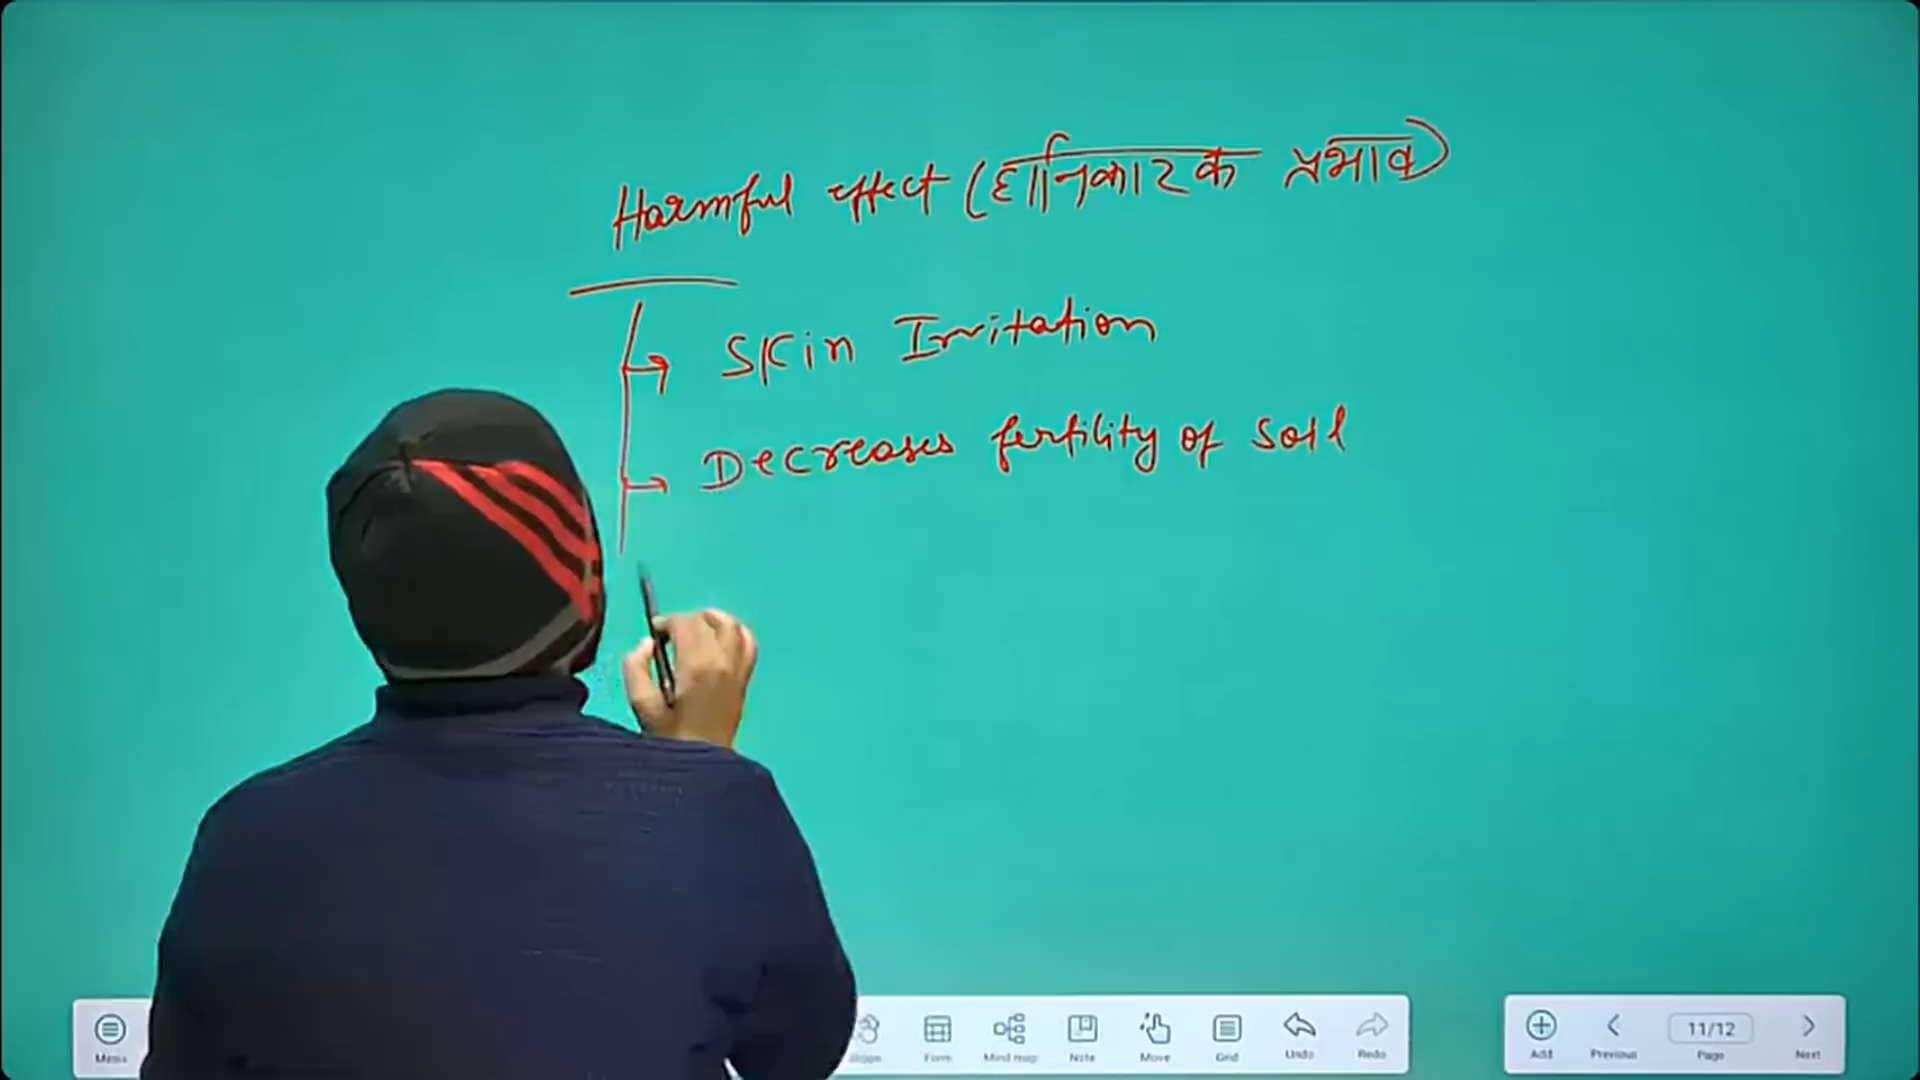 Harmful effect (हानिकारक प्रभाव)
Skin Irritation
Decreases fertility of soil
Menu
Form
Mind map
Note
Move
Grid
Undo
Redo
Add
Previous
11/12
Page
Next